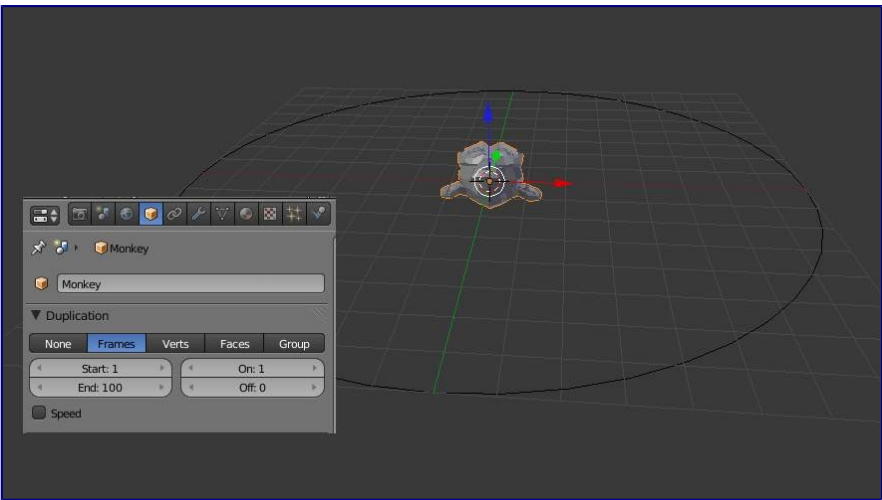 Monkey
Monkey
Duplication
None Frames Verts Faces Group
Start: 1 On: 1
End: 100 Off: 0
Speed